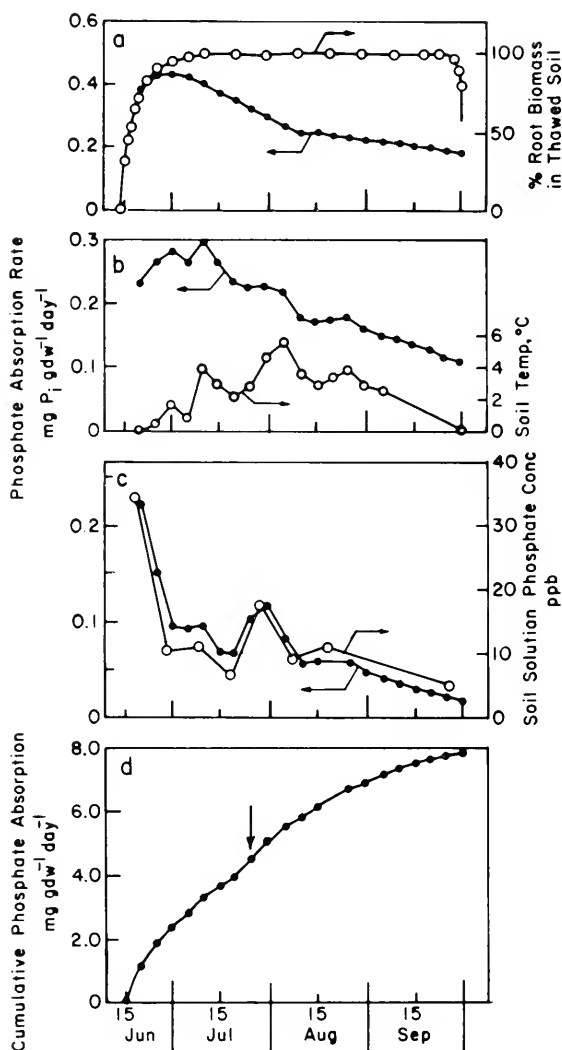 Phosphate Absorption Rate
mg Pi gdw⁻¹ day⁻¹
a
0.6
0.4
0.2
0
100
50
0
% Root Biomass
in Thawed Soil
b
0.3
0.2
0.1
0
6
4
2
0
Soil Temp, °C
c
0.2
0.1
0
40
30
20
10
0
Soil Solution Phosphate Conc
ppb
d
8.0
6.0
4.0
2.0
0
Cumulative Phosphate Absorption
mg gdw⁻¹ day⁻¹
15 15 15
Jun Jul Aug Sep